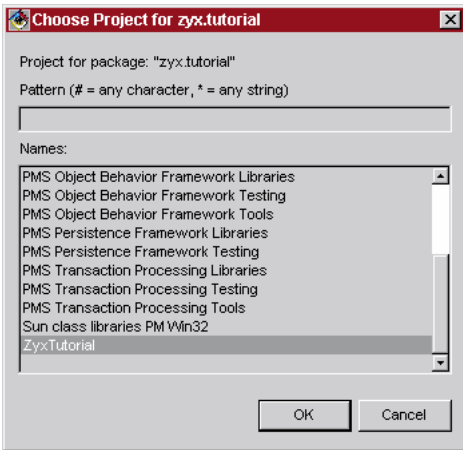 Choose Project for zyx.tutorial
Project for package: "zyx.tutorial"
Pattern (# = any character, * = any string)
Names:
PMS Object Behavior Framework Libraries
PMS Object Behavior Framework Testing
PMS Object Behavior Framework Tools
PMS Persistence Framework Libraries
PMS Persistence Framework Testing
PMS Transaction Processing Libraries
PMS Transaction Processing Testing
PMS Transaction Processing Tools
Sun class libraries PM Win32
ZyxTutorial
OK Cancel